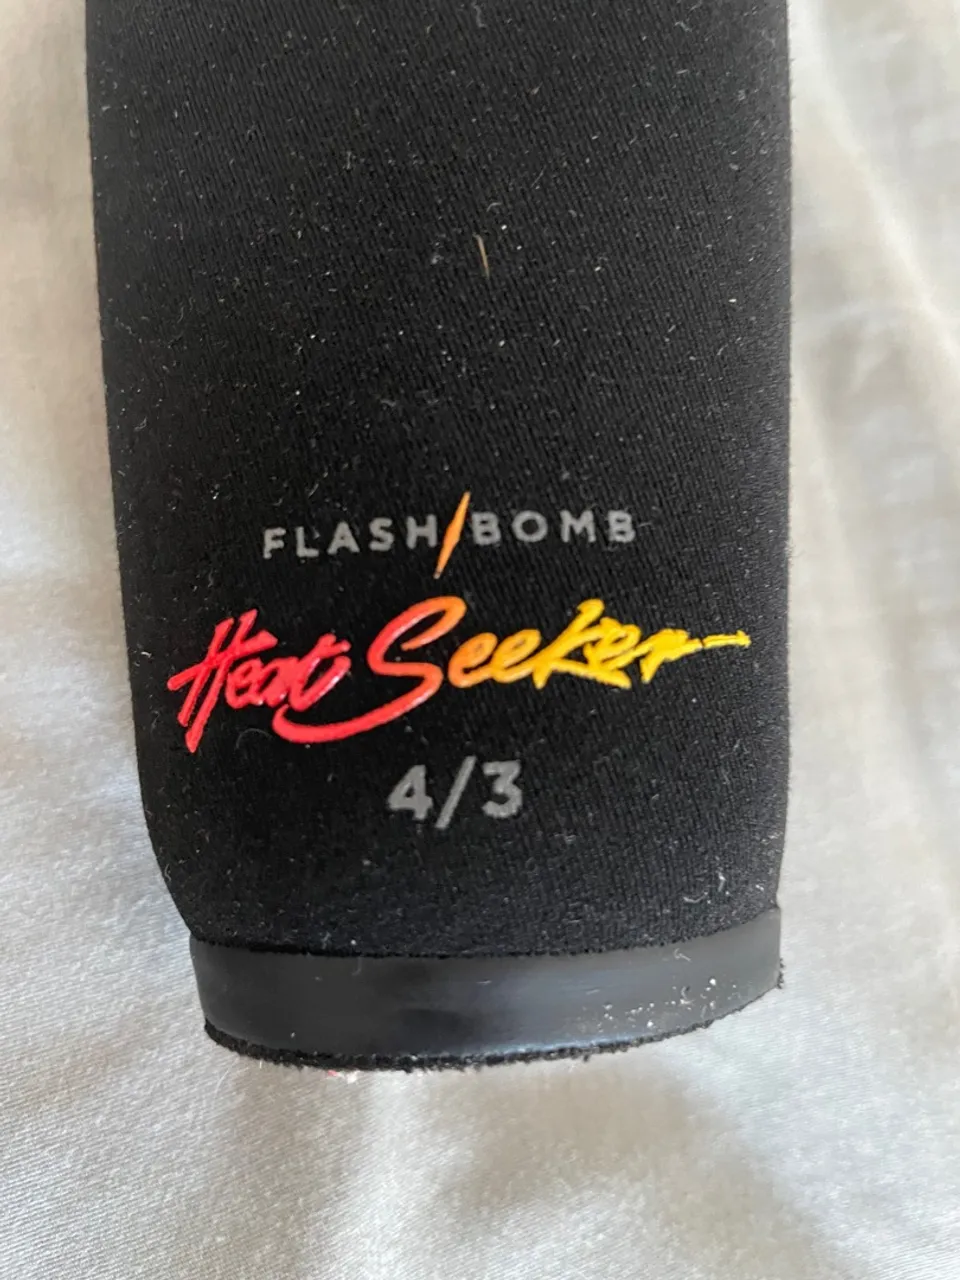 FLASH/BOMB
Heat Seeker
4/3